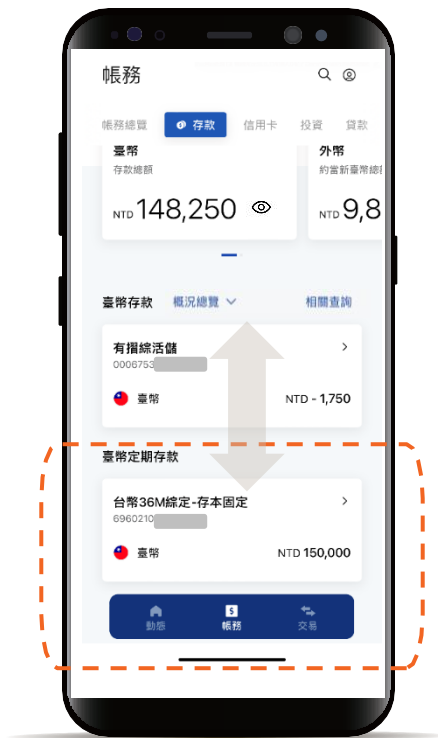 帳務
帳務總覽 存款 信用卡 投資 貸款
臺幣 外幣
存款總額 約當新臺幣總
NTD 148,250 NTD 9,8
臺幣存款 概況總覽 相關查詢
有摺綜活儲
0006753
臺幣 NTD - 1,750
臺幣定期存款
台幣36M綜定-存本固定
6960210
臺幣 NTD 150,000
動態 帳務 交易